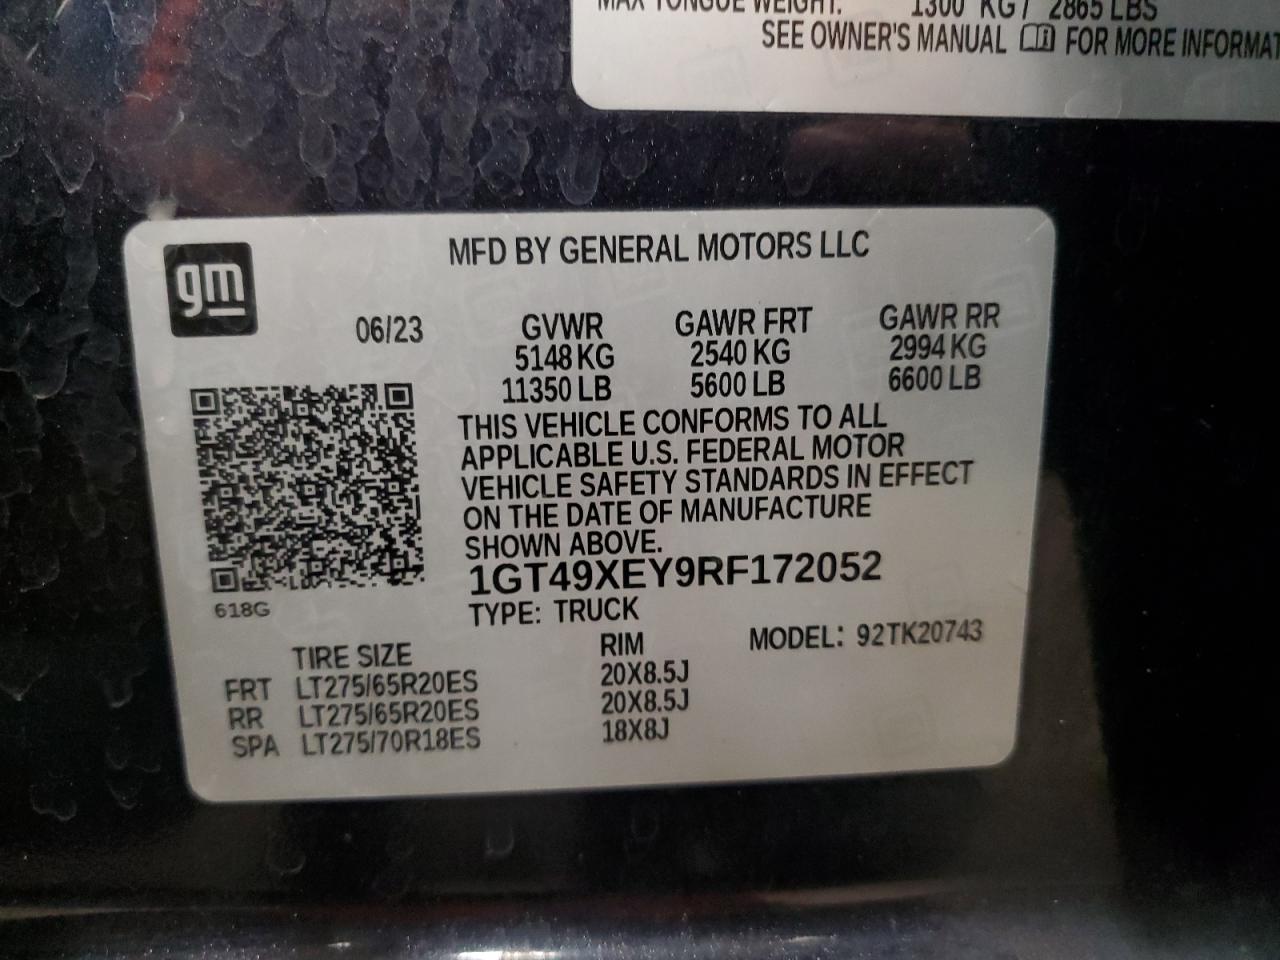 MAX TONGUE WEIGHT: 1300 KG / 2865 LBS
SEE OWNER'S MANUAL FOR MORE INFORMAT
gm
MFD BY GENERAL MOTORS LLC
06/23 GVWR GAWR FRT GAWR RR
5148 KG 2540 KG 2994 KG
11350 LB 5600 LB 6600 LB
THIS VEHICLE CONFORMS TO ALL
APPLICABLE U.S. FEDERAL MOTOR
VEHICLE SAFETY STANDARDS IN EFFECT
ON THE DATE OF MANUFACTURE
SHOWN ABOVE.
1GT49XEY9RF172052
618G
TYPE: TRUCK
TIRE SIZE RIM MODEL: 92TK20743
FRT LT275/65R20ES 20X8.5J
RR LT275/65R20ES 20X8.5J
SPA LT275/70R18ES 18X8J